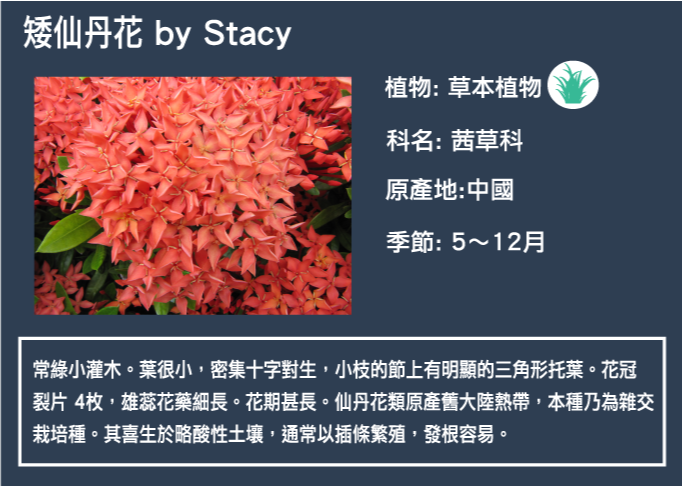 矮仙丹花 by Stacy
植物: 草本植物
科名: 茜草科
原產地:中國
季節: 5～12月
常綠小灌木。葉很小，密集十字對生，小枝的節上有明顯的三角形托葉。花冠
裂片 4枚，雄蕊花藥細長。花期甚長。仙丹花類原產舊大陸熱帶，本種乃為雜交
栽培種。其喜生於略酸性土壤，通常以插條繁殖，發根容易。